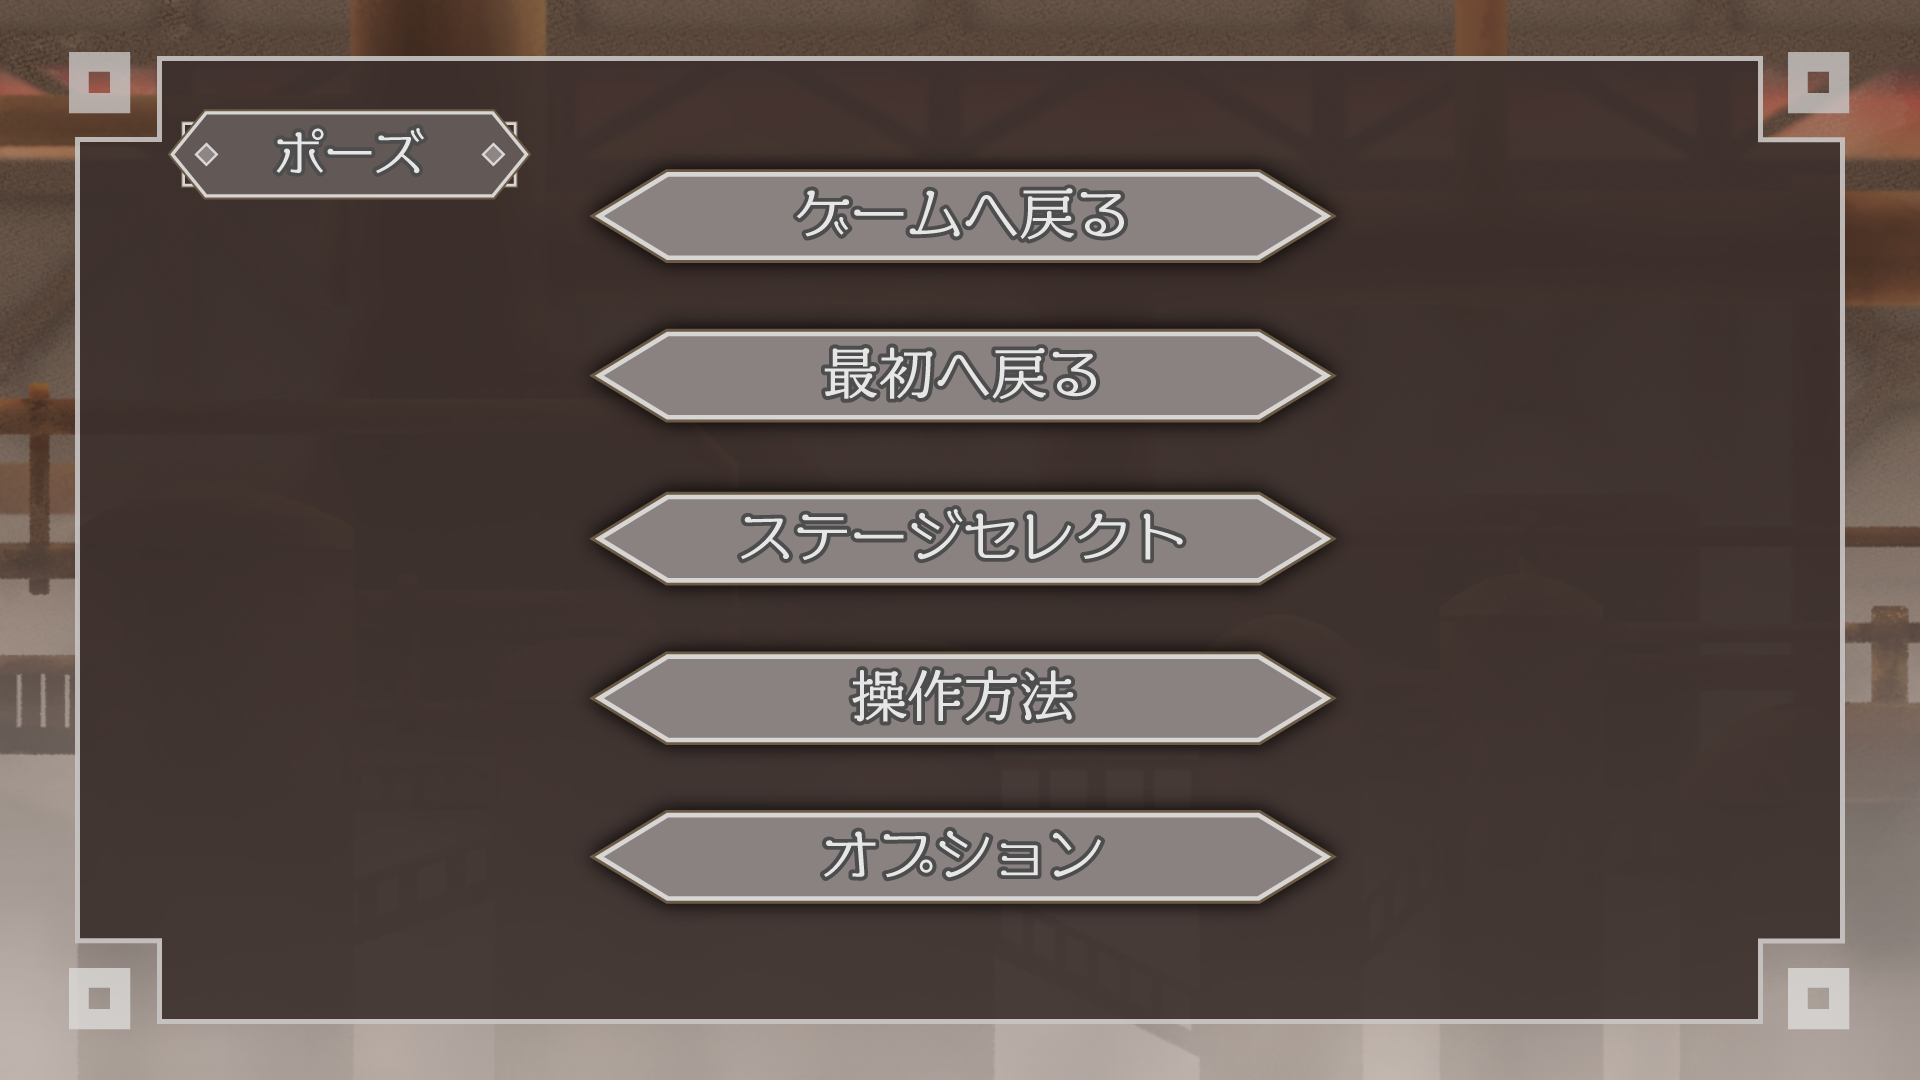 ポーズ
ゲームへ戻る
最初へ戻る
ステージセレクト
操作方法
オプション